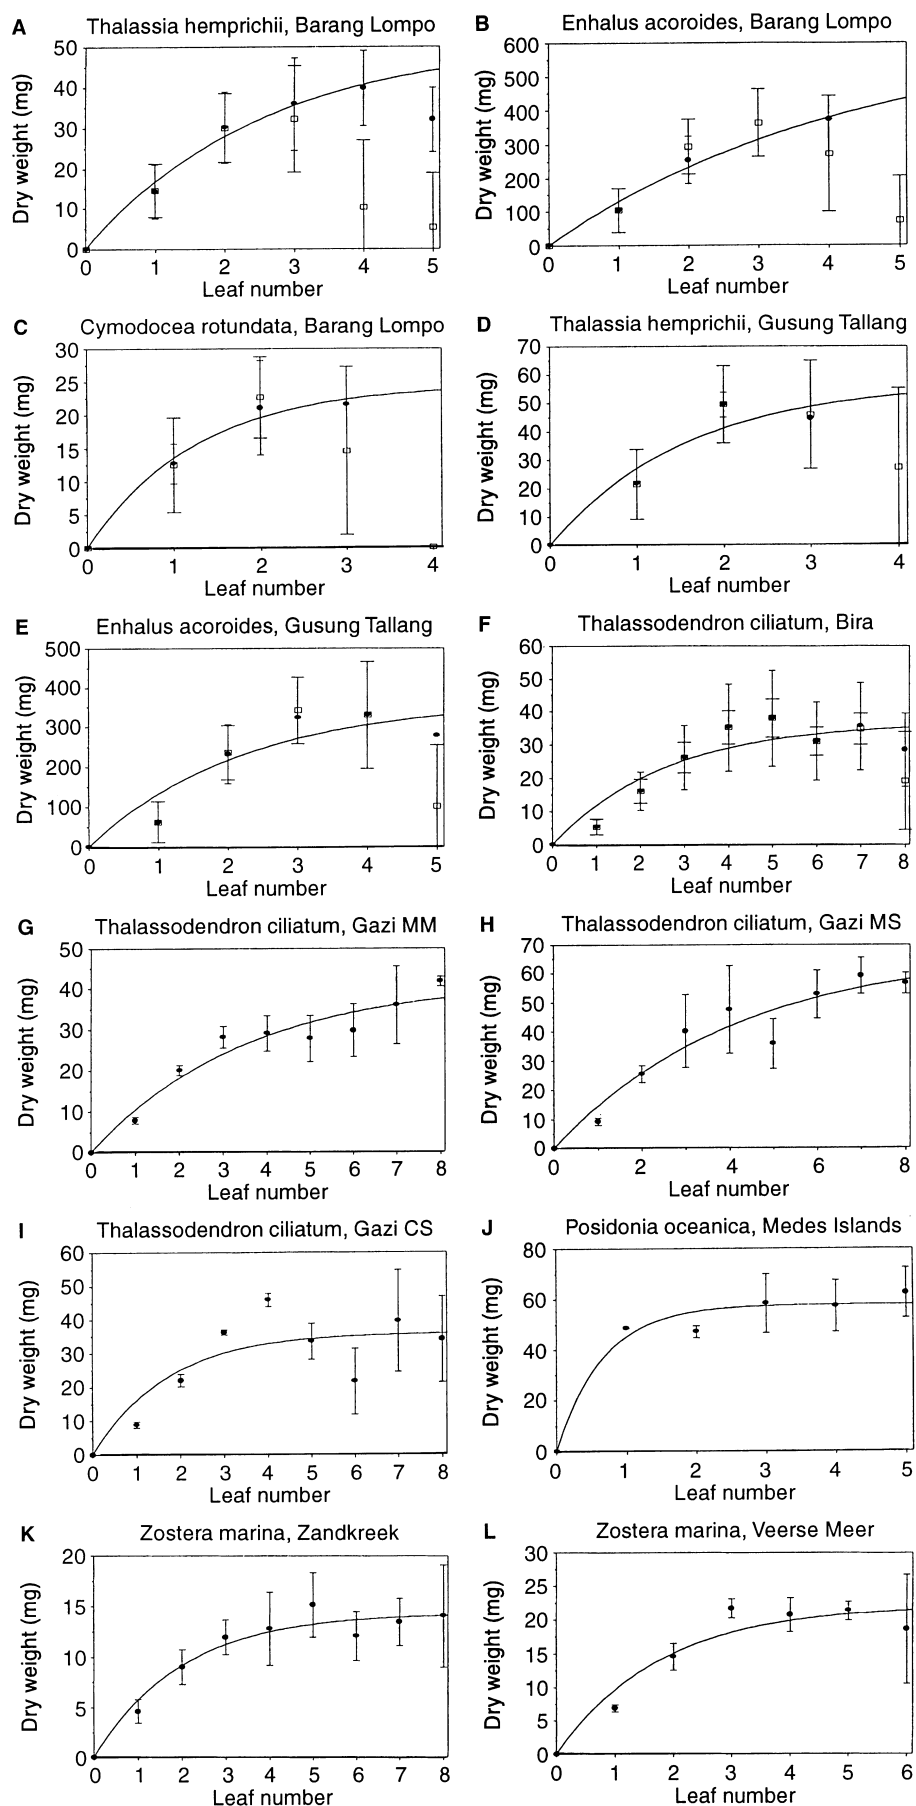 A Thalassia hemprichii, Barang Lompo
Dry weight (mg)
50
40
30
20
10
0
0 1 2 3 4 5
Leaf number
B Enhalus acoroides, Barang Lompo
Dry weight (mg)
600
500
400
300
200
100
0
0 1 2 3 4 5
Leaf number
C Cymodocea rotundata, Barang Lompo
Dry weight (mg)
30
25
20
15
10
5
0
0 1 2 3 4
Leaf number
D Thalassia hemprichii, Gusung Tallang
Dry weight (mg)
70
60
50
40
30
20
10
0
0 1 2 3 4
Leaf number
E Enhalus acoroides, Gusung Tallang
Dry weight (mg)
500
400
300
200
100
0
0 1 2 3 4 5
Leaf number
F Thalassodendron ciliatum, Bira
Dry weight (mg)
60
50
40
30
20
10
0
0 1 2 3 4 5 6 7 8
Leaf number
G Thalassodendron ciliatum, Gazi MM
Dry weight (mg)
50
40
30
20
10
0
0 1 2 3 4 5 6 7 8
Leaf number
H Thalassodendron ciliatum, Gazi MS
Dry weight (mg)
70
60
50
40
30
20
10
0
0 2 4 6 8
Leaf number
I Thalassodendron ciliatum, Gazi CS
Dry weight (mg)
60
50
40
30
20
10
0
0 1 2 3 4 5 6 7 8
Leaf number
J Posidonia oceanica, Medes Islands
Dry weight (mg)
80
60
40
20
0
0 1 2 3 4 5
Leaf number
K Zostera marina, Zandkreek
Dry weight (mg)
20
15
10
5
0
0 1 2 3 4 5 6 7 8
Leaf number
L Zostera marina, Veerse Meer
Dry weight (mg)
30
25
20
15
10
5
0
0 1 2 3 4 5 6
Leaf number